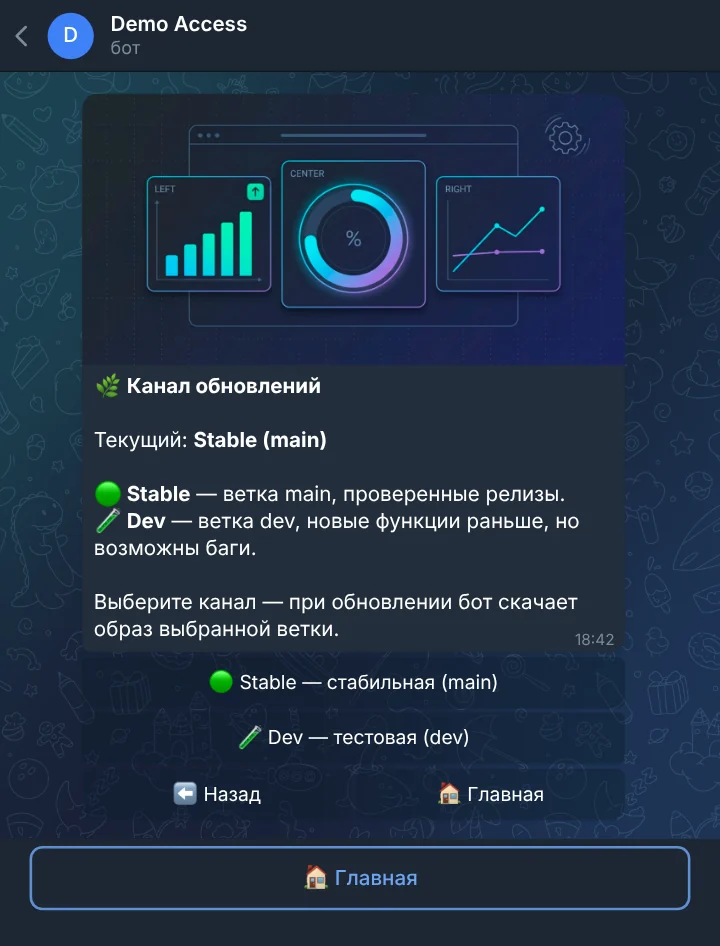 D
Demo Access
бот
LEFT
CENTER
RIGHT
%
🌿 Канал обновлений
Текущий: Stable (main)
🟢 Stable — ветка main, проверенные релизы.
🧪 Dev — ветка dev, новые функции раньше, но
возможны баги.
Выберите канал — при обновлении бот скачает
образ выбранной ветки.
18:42
🟢 Stable — стабильная (main)
🧪 Dev — тестовая (dev)
⬅️ Назад
🏠 Главная
🏠 Главная